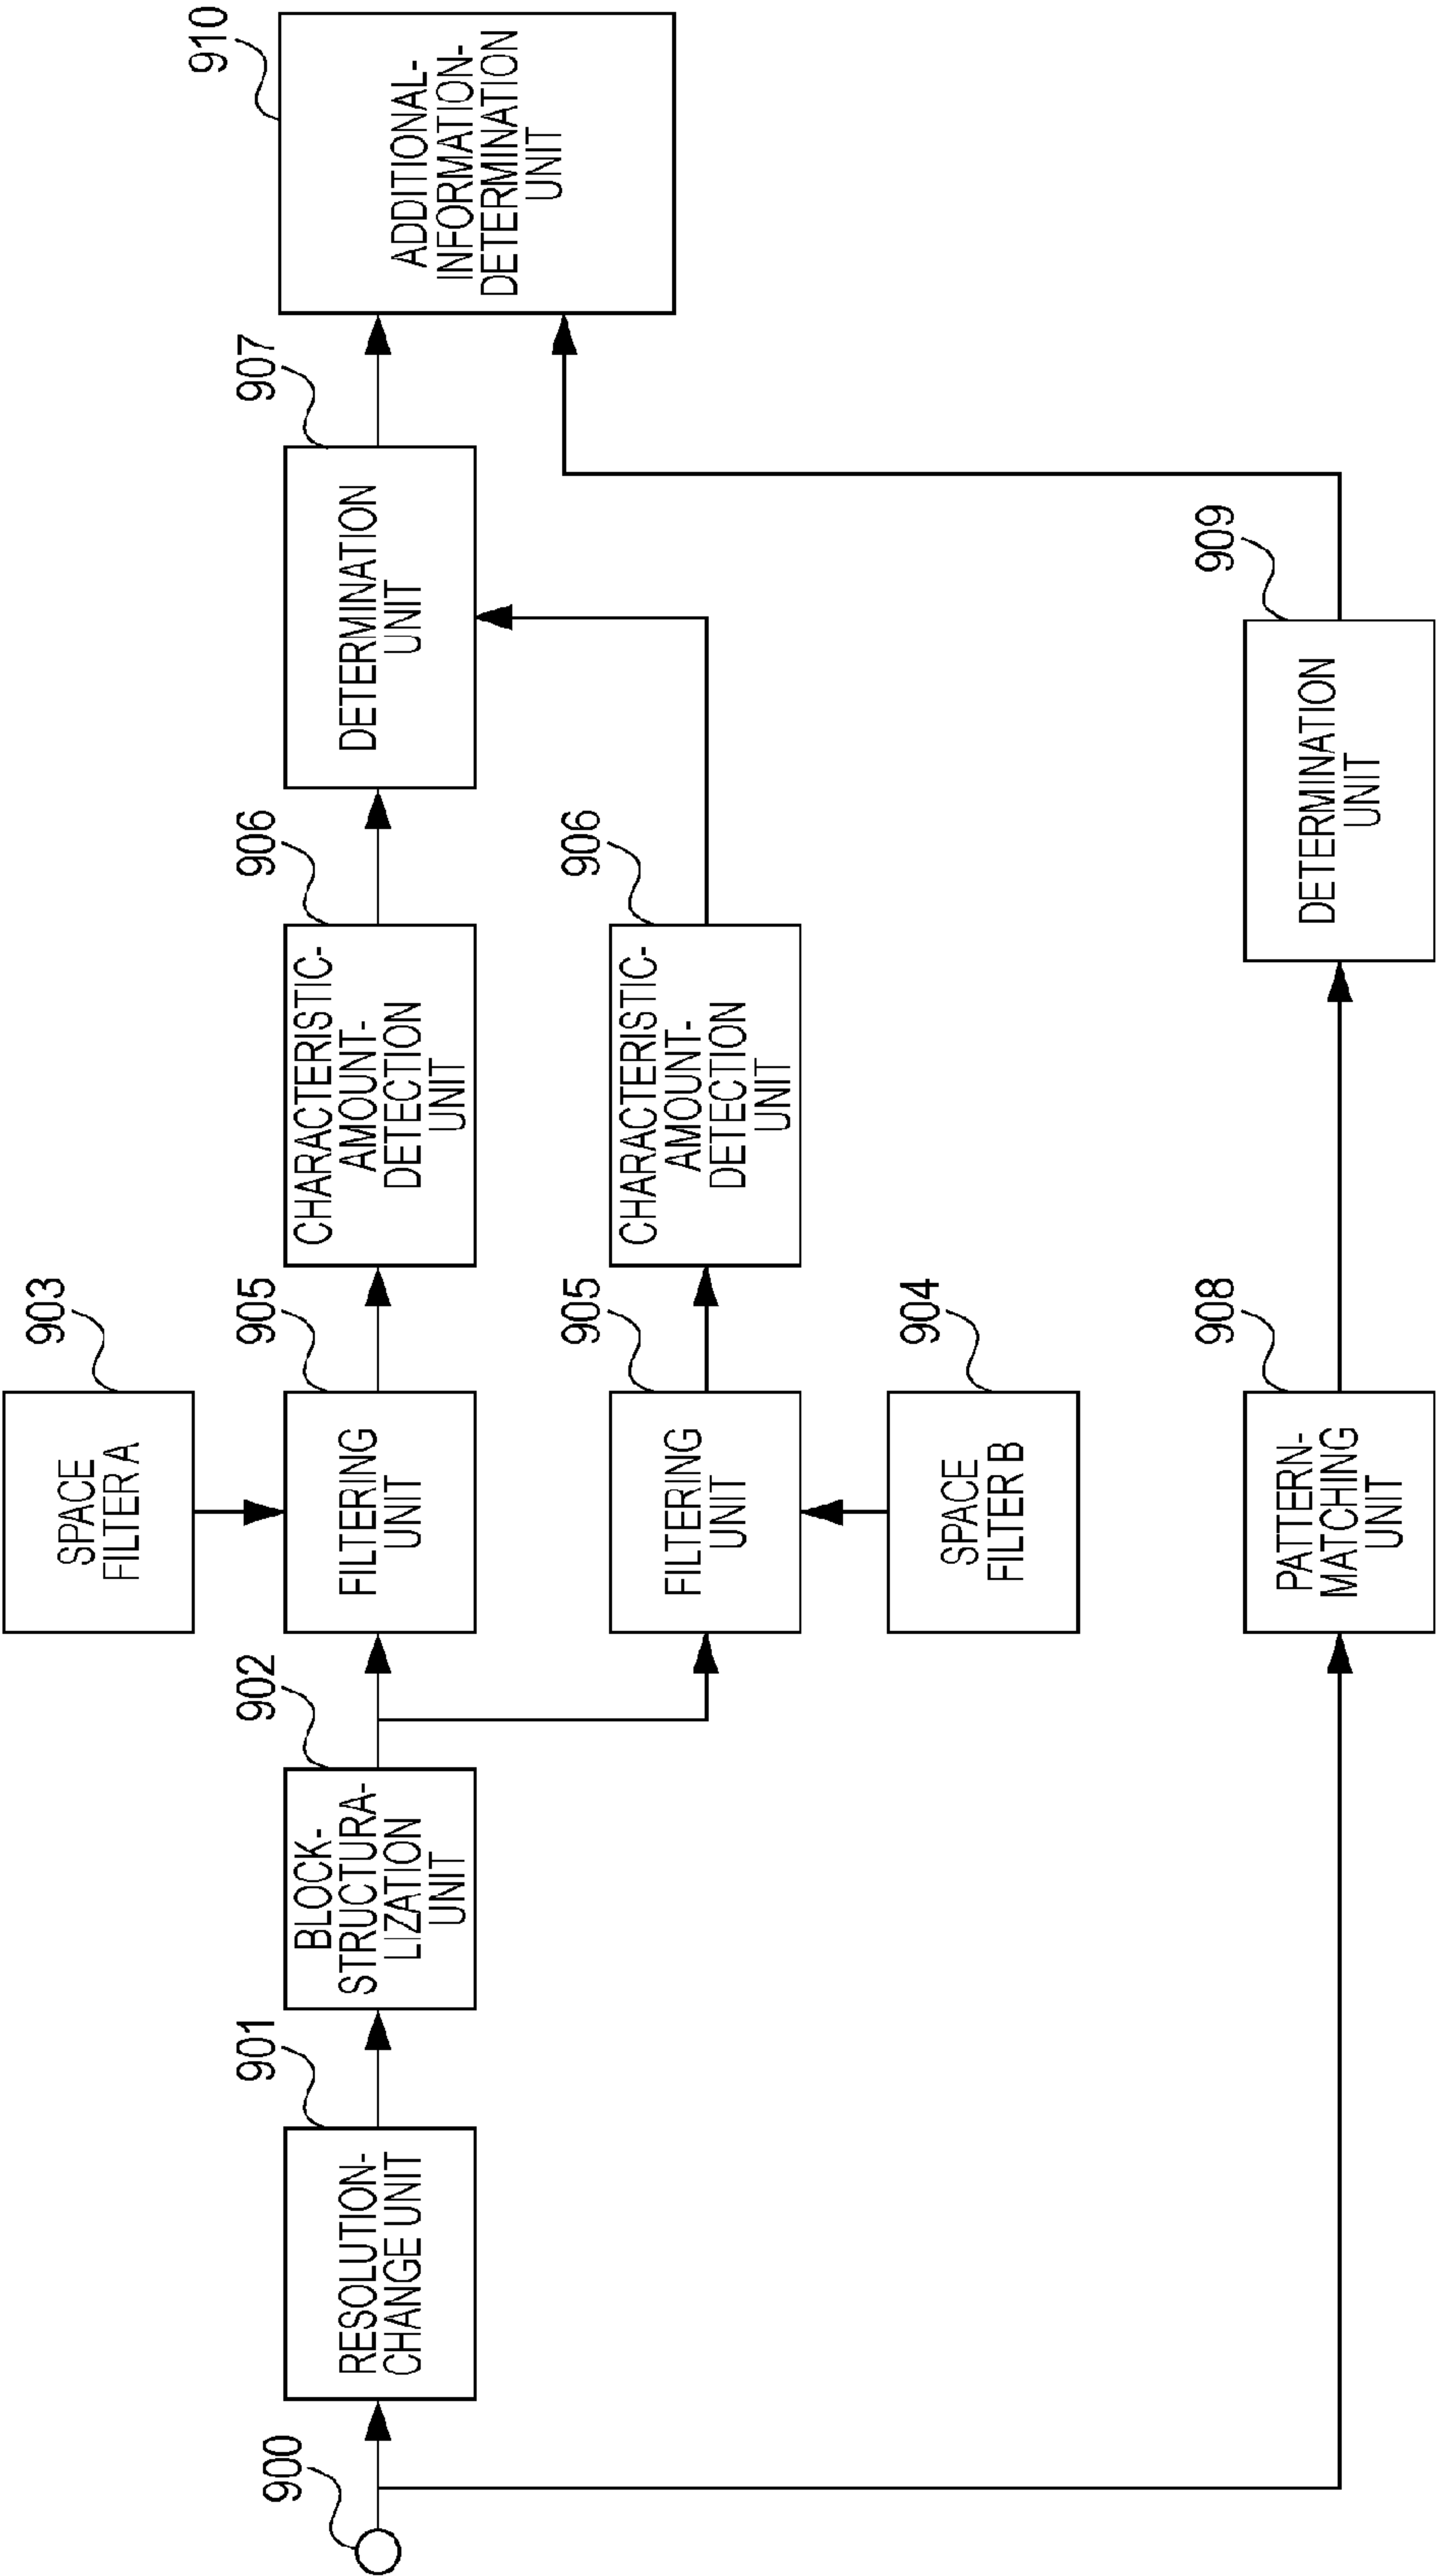 900
901
RESOLUTION-
CHANGE UNIT
902
BLOCK-
STRUCTURA-
LIZATION
UNIT
903
SPACE
FILTER A
905
FILTERING
UNIT
906
CHARACTERISTIC-
AMOUNT-
DETECTION
UNIT
907
DETERMINATION
UNIT
910
ADDITIONAL-
INFORMATION-
DETERMINATION
UNIT
905
FILTERING
UNIT
906
CHARACTERISTIC-
AMOUNT-
DETECTION
UNIT
904
SPACE
FILTER B
908
PATTERN-
MATCHING
UNIT
909
DETERMINATION
UNIT